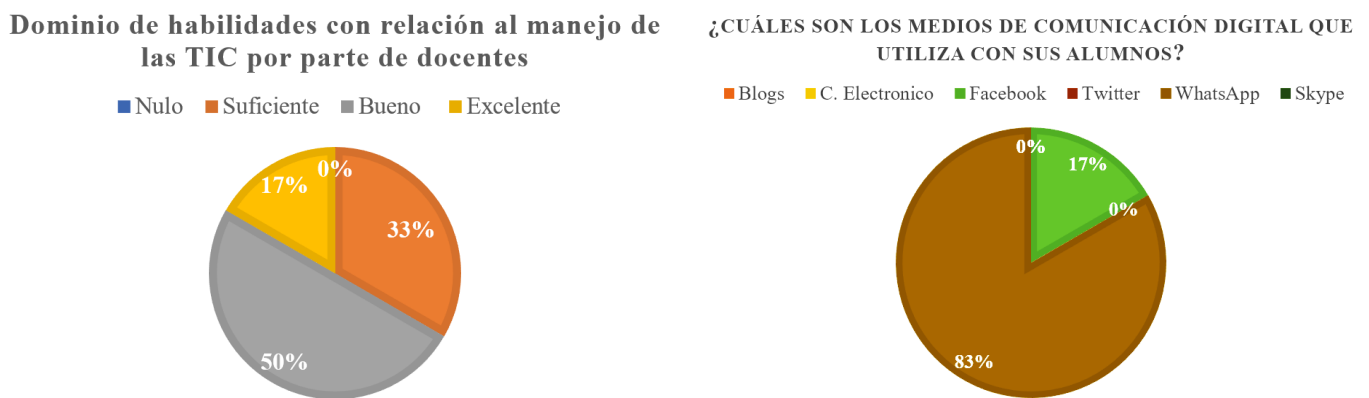 Dominio de habilidades con relación al manejo de
las TIC por parte de docentes
Nulo Suficiente Bueno Excelente
0%
17%
33%
50%
¿CUÁLES SON LOS MEDIOS DE COMUNICACIÓN DIGITAL QUE
UTILIZA CON SUS ALUMNOS?
Blogs C. Electronico Facebook Twitter WhatsApp Skype
0%
17%
0%
83%